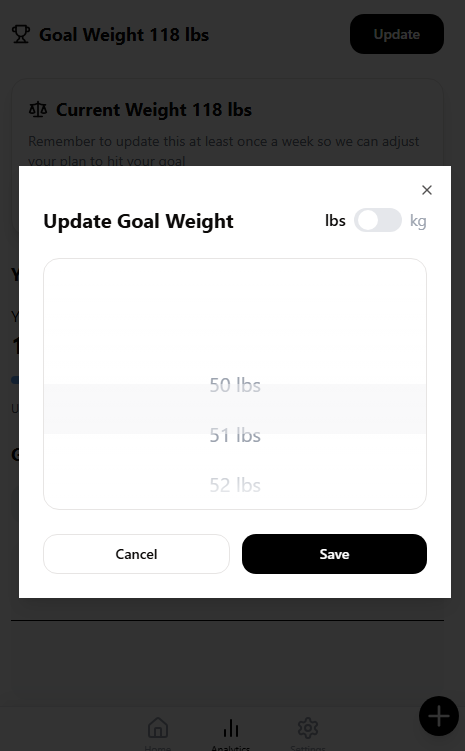 Goal Weight 118 lbs
Update
Current Weight 118 lbs
Remember to update this at least once a week so we can adjust
your plan to hit your goal
Update Goal Weight
lbs
kg
50 lbs
51 lbs
52 lbs
Cancel
Save
Home
Analytics
Settings